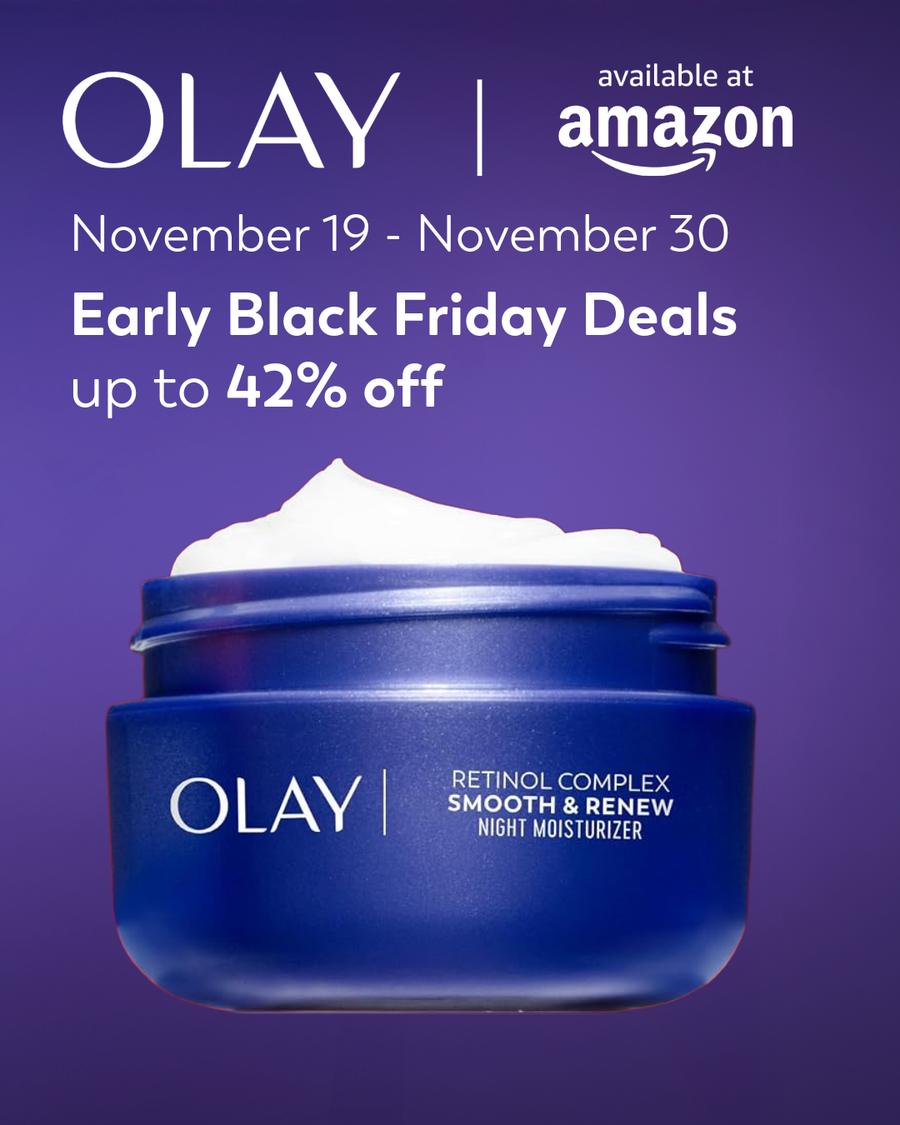 OLAY
available at
amazon
November 19 - November 30
Early Black Friday Deals
up to 42% off
OLAY
RETINOL COMPLEX
SMOOTH & RENEW
NIGHT MOISTURIZER